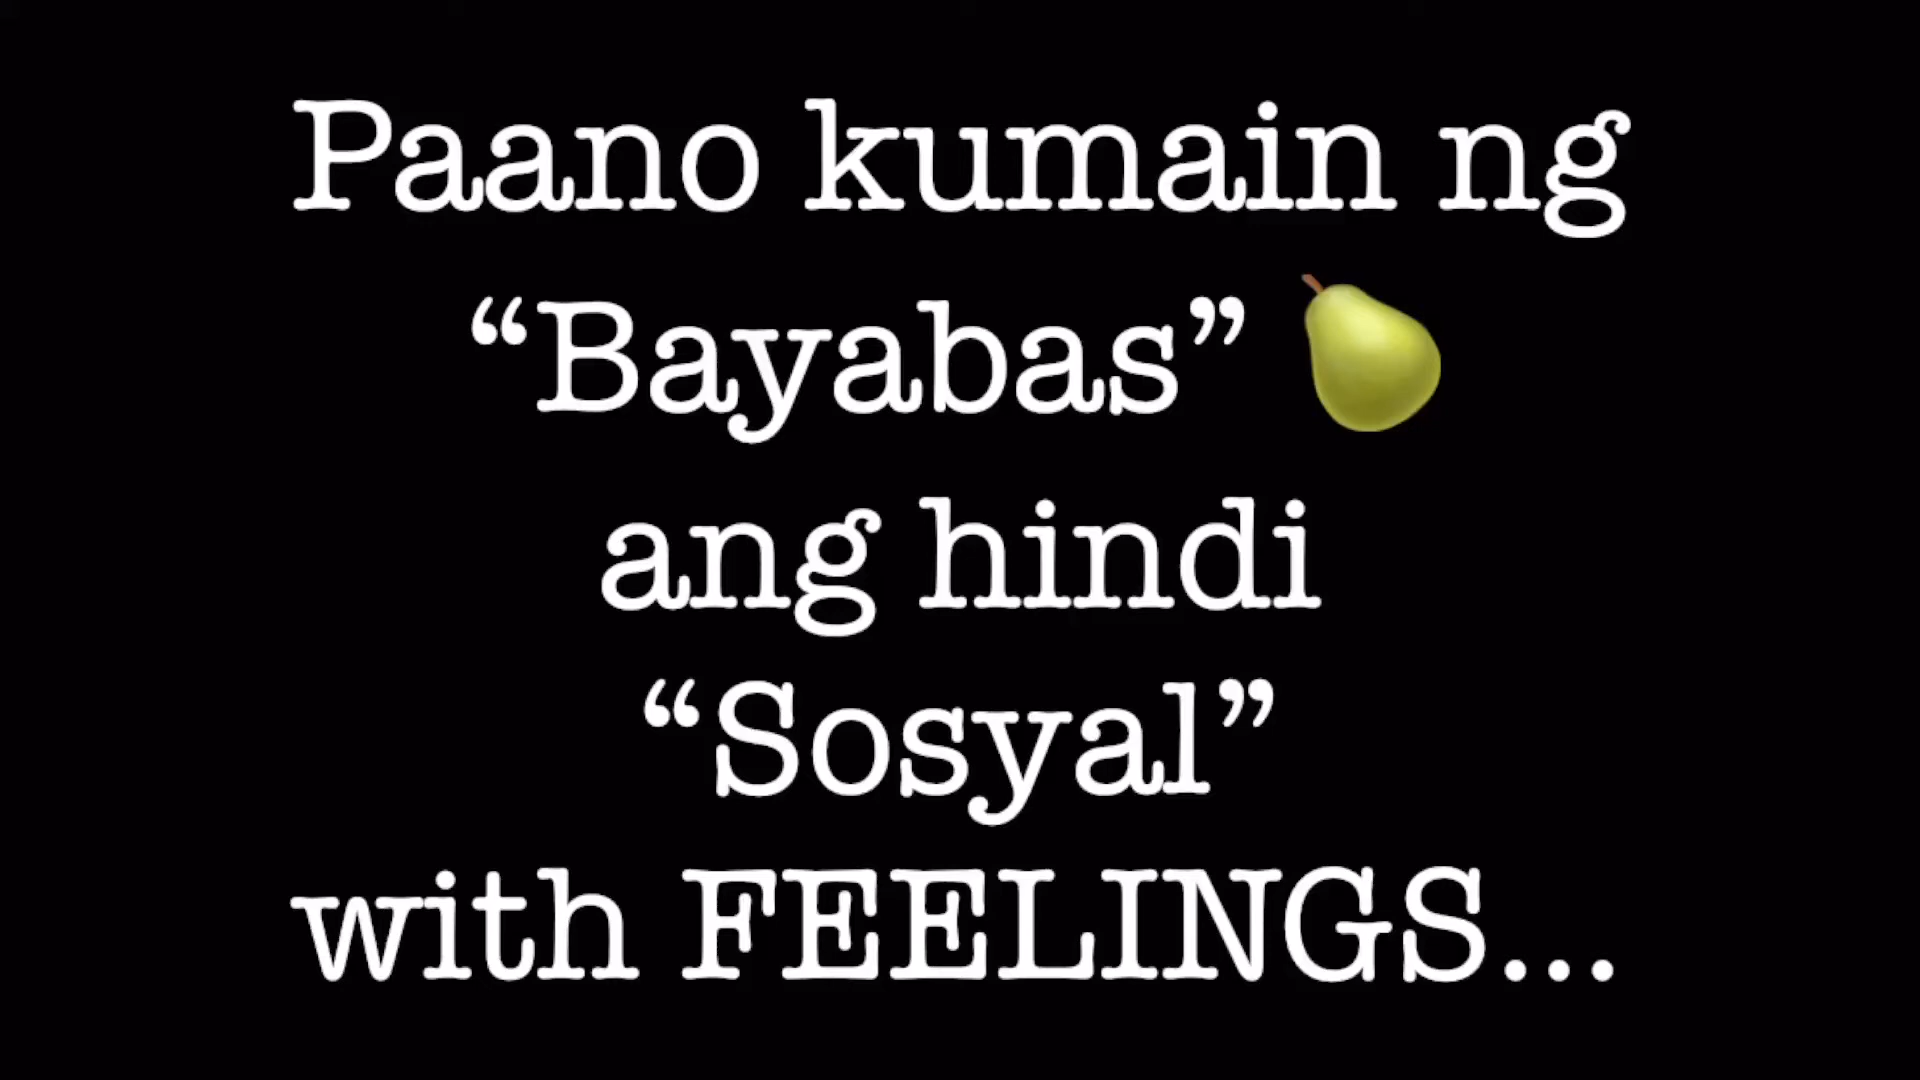 Paano kumain ng
“Bayabas” 🍐
ang hindi
“Sosyal”
with FEELINGS...